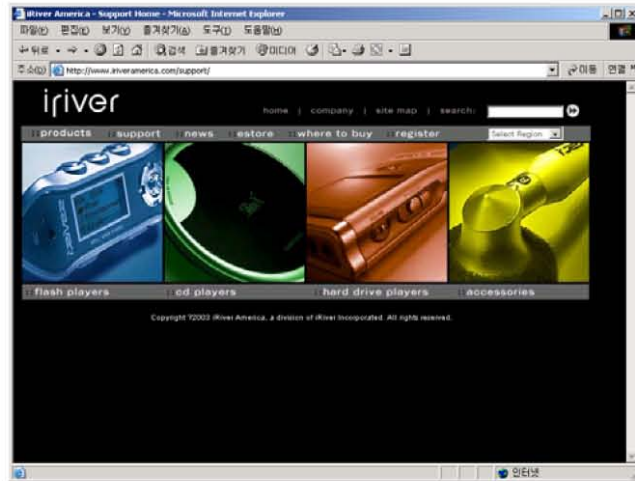 iRiver America - Support Home - Microsoft Internet Explorer
파일(F) 편집(E) 보기(V) 즐겨찾기(A) 도구(T) 도움말(H)
뒤로 검색 즐겨찾기 미디어
주소(D) http://www.iriveramerica.com/support/ 이동 연결 »
iriver
home | company | site map | search:
:: products :: support :: news :: estore :: where to buy :: register Select Region
:: flash players :: cd players :: hard drive players :: accessories
Copyright ?2003 iRiver America, a division of iRiver Incorporated. All rights reserved.
인터넷